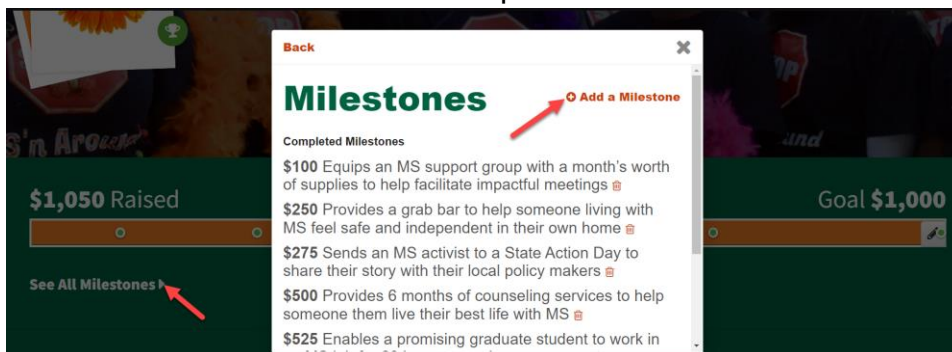 Back
Milestones
Add a Milestone
Completed Milestones
$100 Equips an MS support group with a month's worth
of supplies to help facilitate impactful meetings
$250 Provides a grab bar to help someone living with
MS feel safe and independent in their own home
$275 Sends an MS activist to a State Action Day to
share their story with their local policy makers
$500 Provides 6 months of counseling services to help
someone them live their best life with MS
$525 Enables a promising graduate student to work in
$1,050 Raised
Goal $1,000
See All Milestones